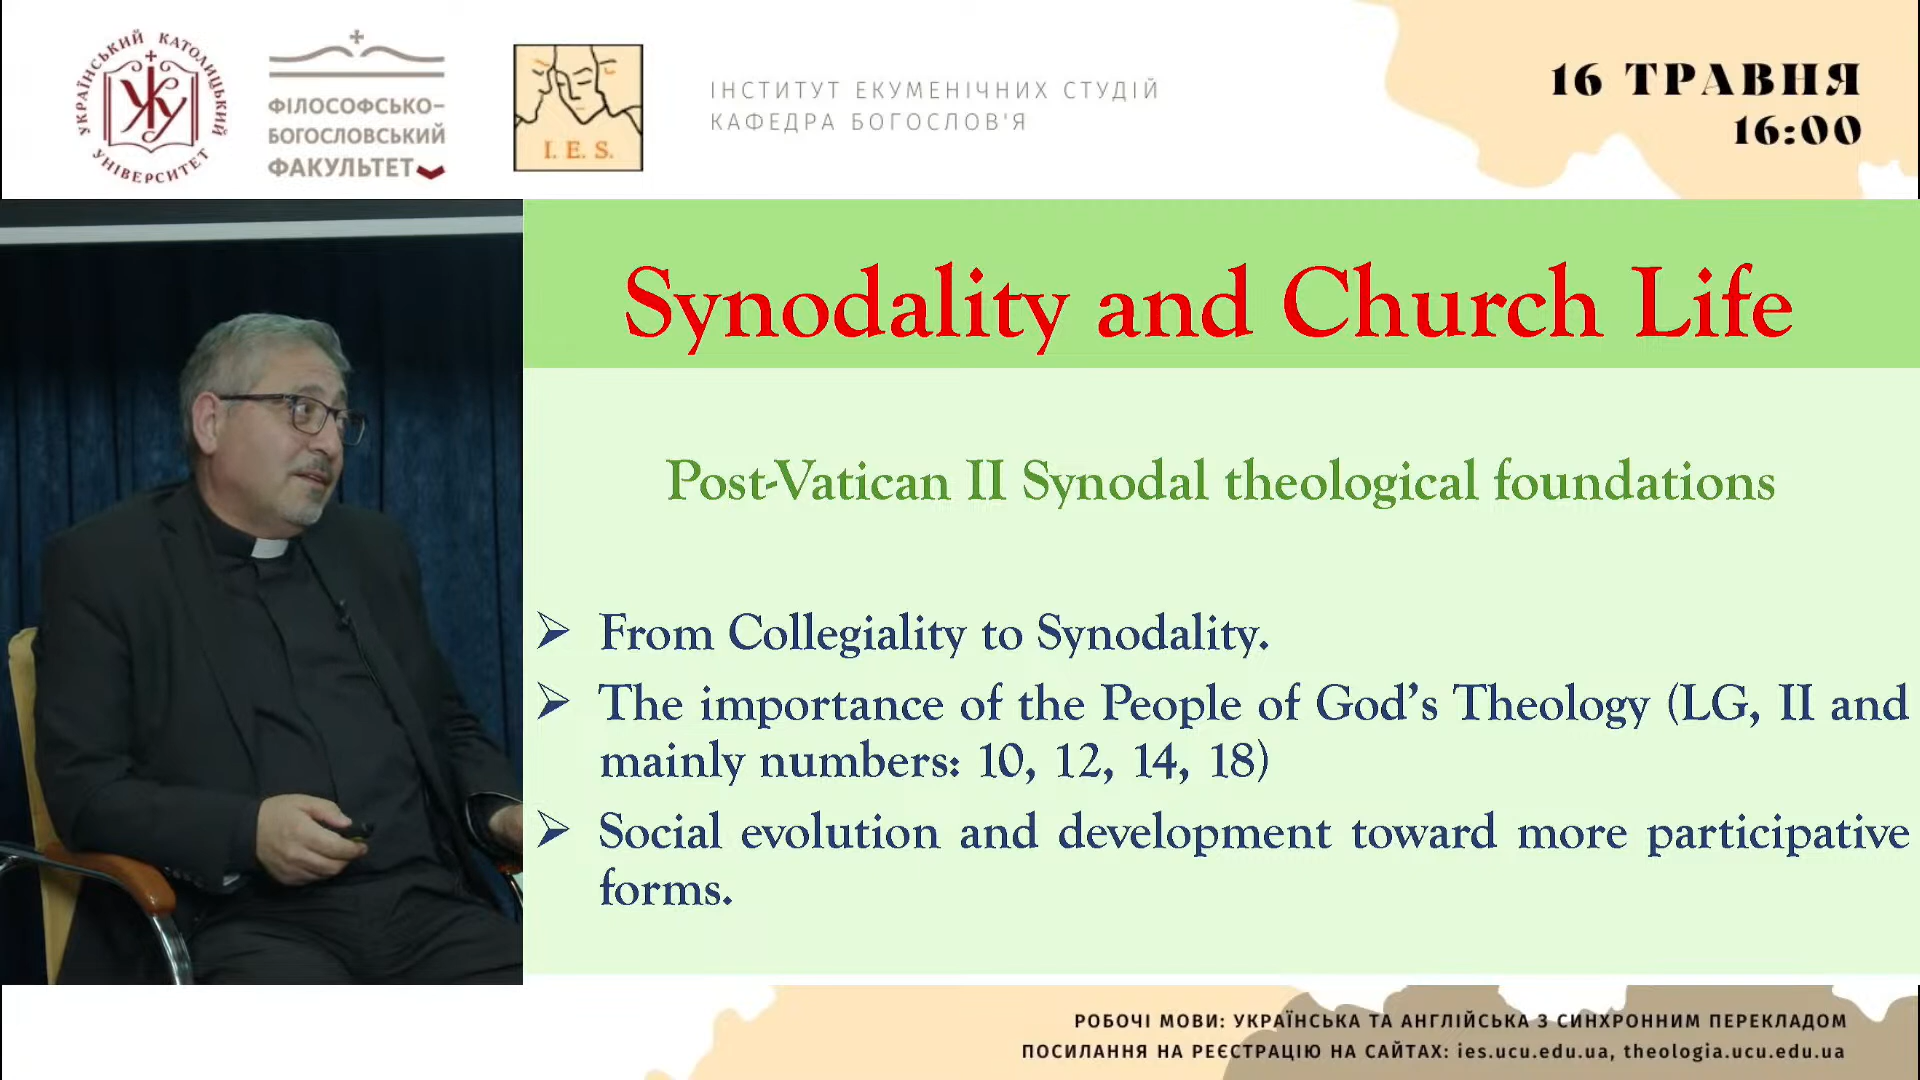 УКРАЇНСЬКИЙ КАТОЛИЦЬКИЙ УНІВЕРСИТЕТ
ФІЛОСОФСЬКО-
БОГОСЛОВСЬКИЙ
ФАКУЛЬТЕТ
I. E. S.
ІНСТИТУТ ЕКУМЕНІЧНИХ СТУДІЙ
КАФЕДРА БОГОСЛОВ'Я
16 ТРАВНЯ
16:00
Synodality and Church Life
Post-Vatican II Synodal theological foundations
➢ From Collegiality to Synodality.
➢ The importance of the People of God’s Theology (LG, II and
mainly numbers: 10, 12, 14, 18)
➢ Social evolution and development toward more participative
forms.
РОБОЧІ МОВИ: УКРАЇНСЬКА ТА АНГЛІЙСЬКА З СИНХРОННИМ ПЕРЕКЛАДОМ
ПОСИЛАННЯ НА РЕЄСТРАЦІЮ НА САЙТАХ: ies.ucu.edu.ua, theologia.ucu.edu.ua